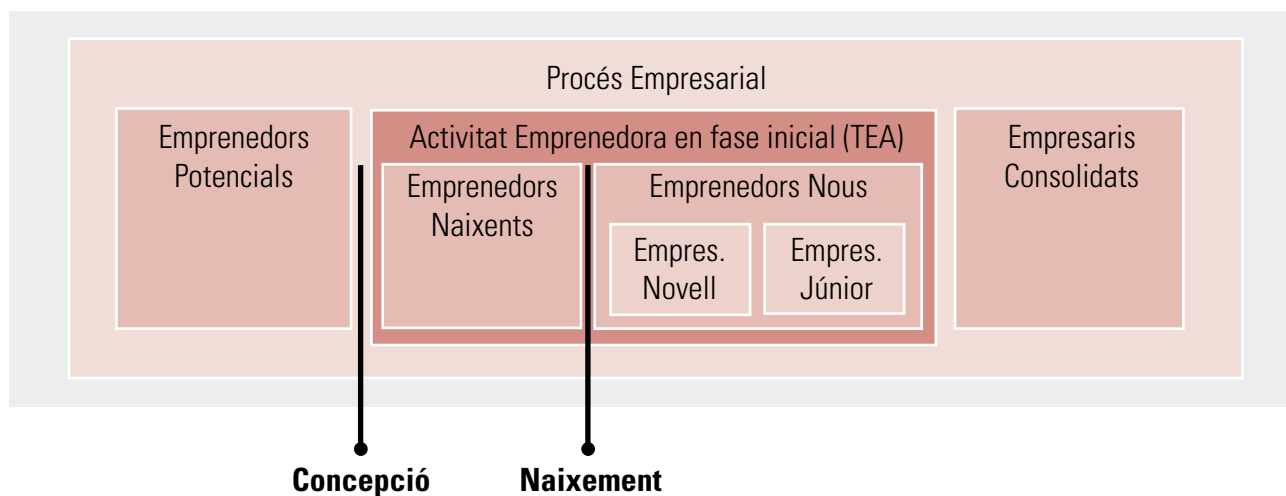 Procés Empresarial
Emprenedors
Potencials
Activitat Emprenedora en fase inicial (TEA)
Emprenedors
Naixents
Emprenedors Nous
Empres.
Novell
Empres.
Júnior
Empresaris
Consolidats
Concepció
Naixement